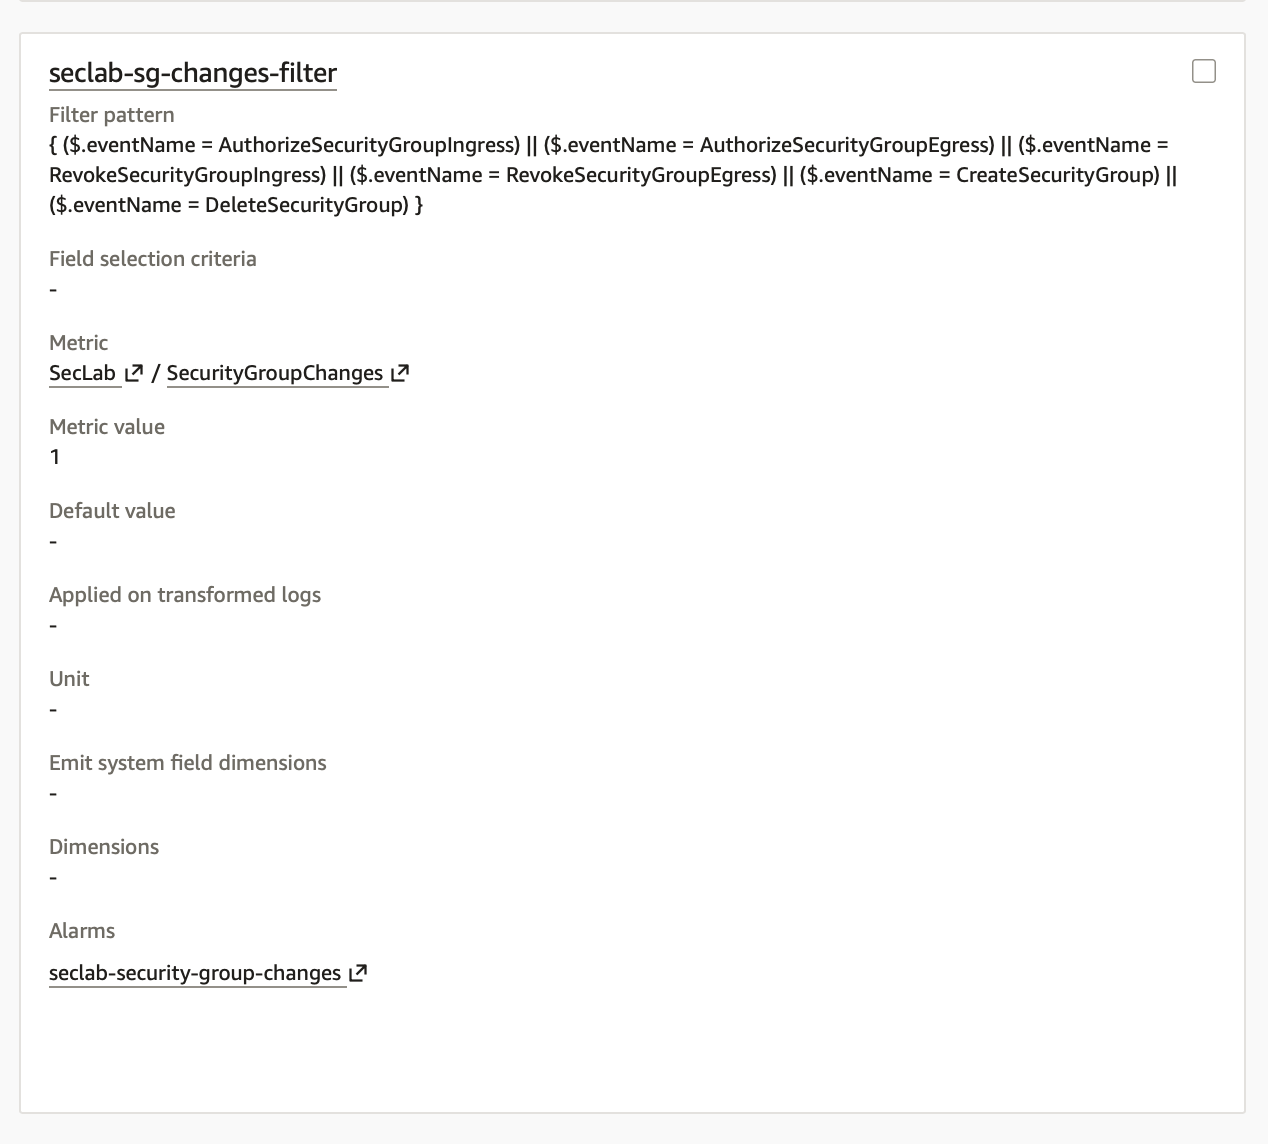 seclab-sg-changes-filter
Filter pattern
{ ($.eventName = AuthorizeSecurityGroupIngress) || ($.eventName = AuthorizeSecurityGroupEgress) || ($.eventName =
RevokeSecurityGroupIngress) || ($.eventName = RevokeSecurityGroupEgress) || ($.eventName = CreateSecurityGroup) ||
($.eventName = DeleteSecurityGroup) }
Field selection criteria
-
Metric
SecLab / SecurityGroupChanges
Metric value
1
Default value
-
Applied on transformed logs
-
Unit
-
Emit system field dimensions
-
Dimensions
-
Alarms
seclab-security-group-changes